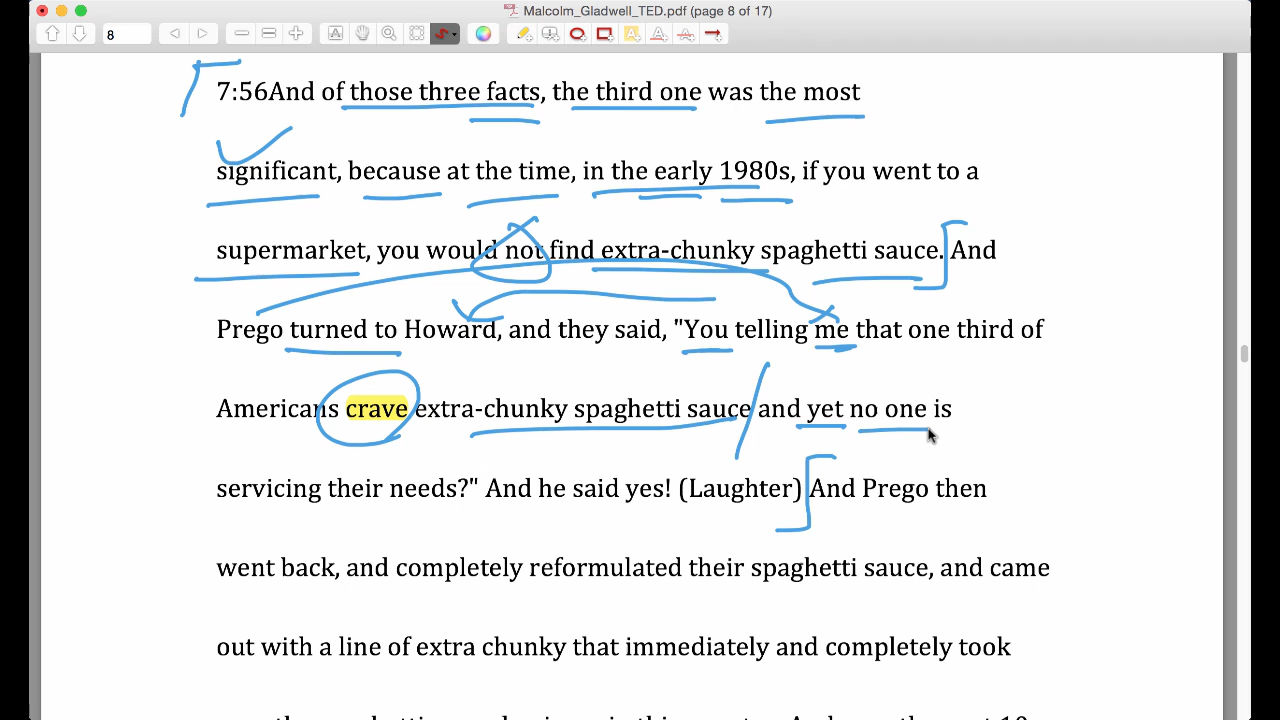 Malcolm_Gladwell_TED.pdf (page 8 of 17)
8
7:56And of those three facts, the third one was the most
significant, because at the time, in the early 1980s, if you went to a
supermarket, you would not find extra-chunky spaghetti sauce. And
Prego turned to Howard, and they said, "You telling me that one third of
Americans crave extra-chunky spaghetti sauce and yet no one is
servicing their needs?" And he said yes! (Laughter) And Prego then
went back, and completely reformulated their spaghetti sauce, and came
out with a line of extra chunky that immediately and completely took